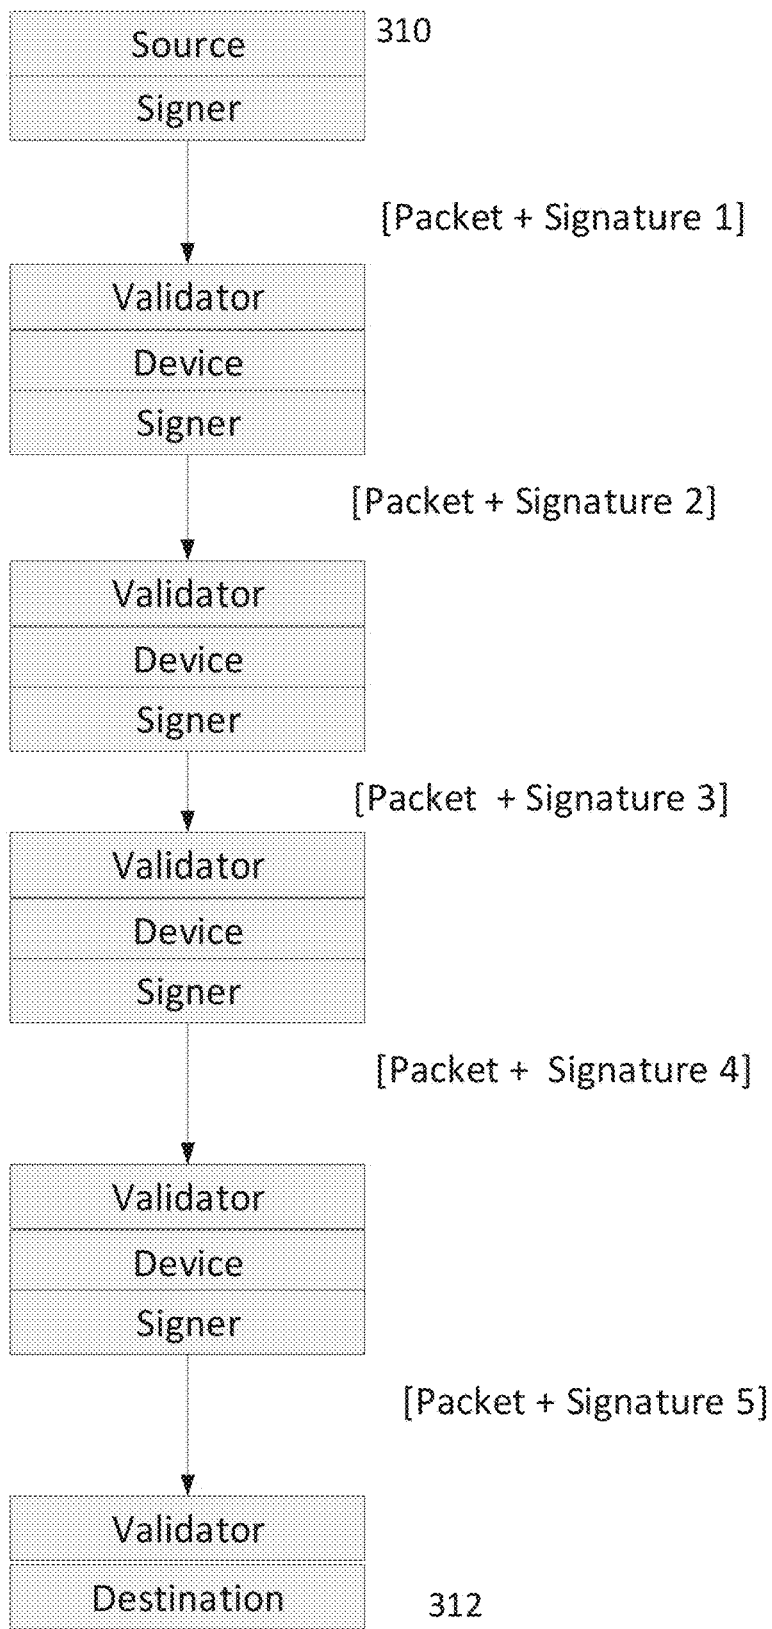 Source
310
Signer
[Packet + Signature 1]
Validator
Device
Signer
[Packet + Signature 2]
Validator
Device
Signer
[Packet + Signature 3]
Validator
Device
Signer
[Packet + Signature 4]
Validator
Device
Signer
[Packet + Signature 5]
Validator
Destination
312